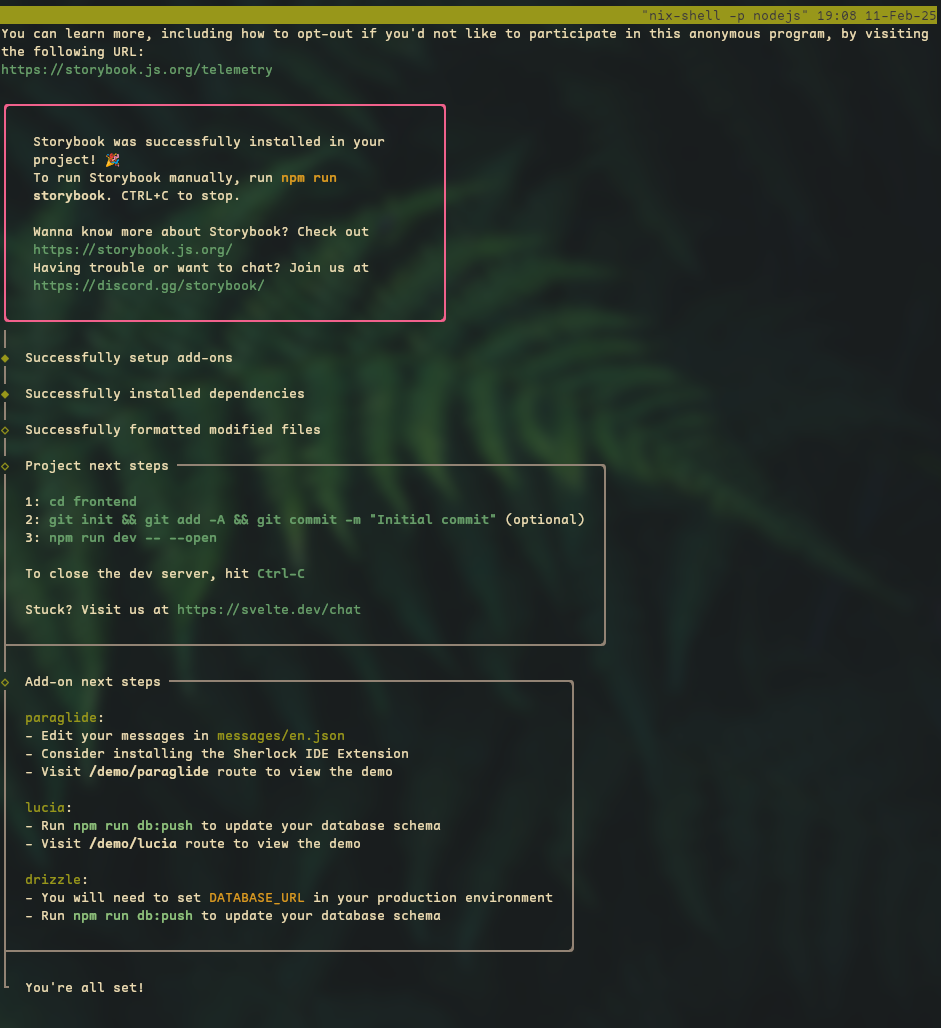 "nix-shell -p nodejs" 19:08 11-Feb-25
You can learn more, including how to opt-out if you'd not like to participate in this anonymous program, by visiting
the following URL:
https://storybook.js.org/telemetry
Storybook was successfully installed in your
project! 🎉
To run Storybook manually, run npm run
storybook. CTRL+C to stop.
Wanna know more about Storybook? Check out
https://storybook.js.org/
Having trouble or want to chat? Join us at
https://discord.gg/storybook/
◆ Successfully setup add-ons
◆ Successfully installed dependencies
◇ Successfully formatted modified files
◇ Project next steps
1: cd frontend
2: git init && git add -A && git commit -m "Initial commit" (optional)
3: npm run dev -- --open
To close the dev server, hit Ctrl-C
Stuck? Visit us at https://svelte.dev/chat
◇ Add-on next steps
paraglide:
- Edit your messages in messages/en.json
- Consider installing the Sherlock IDE Extension
- Visit /demo/paraglide route to view the demo
lucia:
- Run npm run db:push to update your database schema
- Visit /demo/lucia route to view the demo
drizzle:
- You will need to set DATABASE_URL in your production environment
- Run npm run db:push to update your database schema
You're all set!